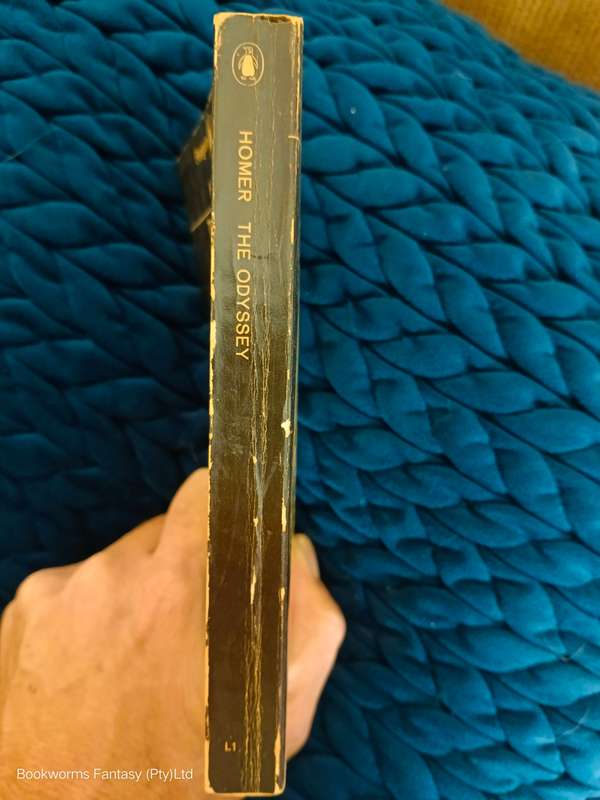 HOMER THE ODYSSEY
L1
Bookworms Fantasy (Pty)Ltd